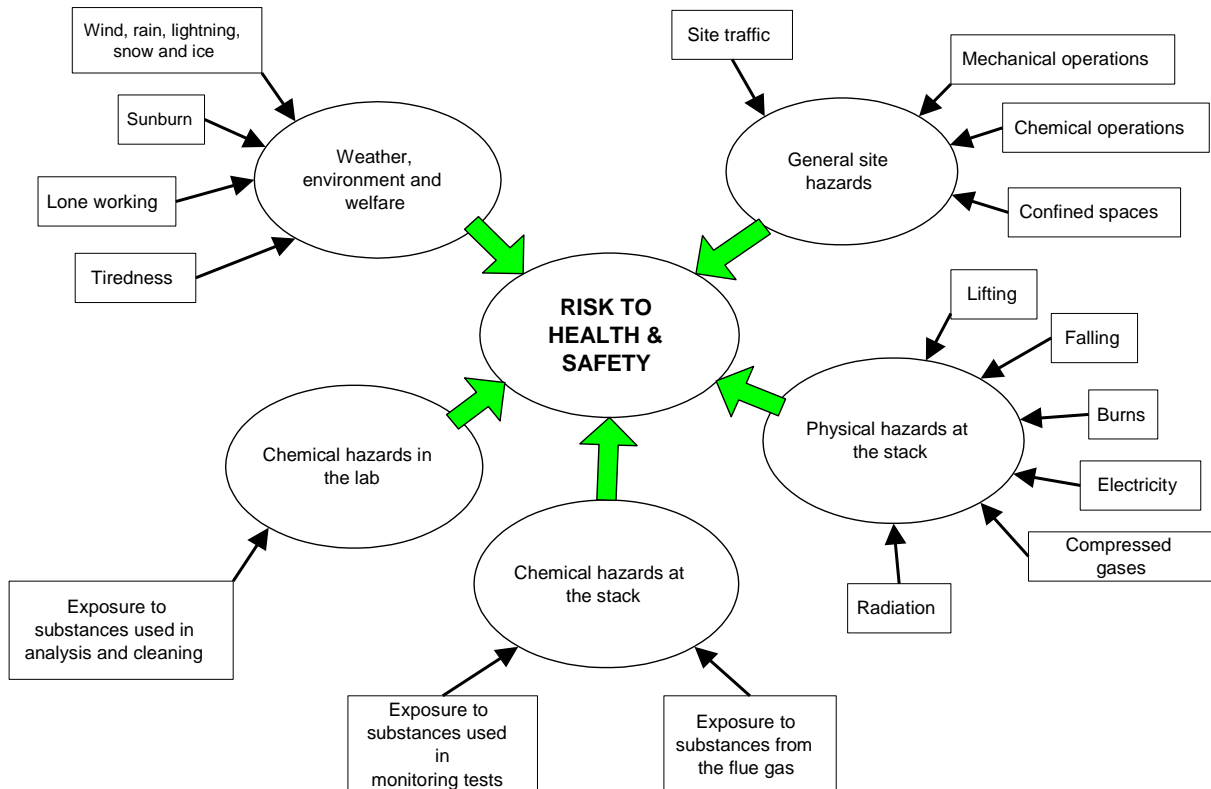 Wind, rain, lightning,
snow and ice
Sunburn
Lone working
Tiredness
Weather,
environment and
welfare
Site traffic
Mechanical operations
Chemical operations
Confined spaces
General site
hazards
RISK TO
HEALTH &
SAFETY
Lifting
Falling
Burns
Electricity
Compressed
gases
Radiation
Physical hazards at
the stack
Chemical hazards in
the lab
Exposure to
substances used in
analysis and cleaning
Chemical hazards at
the stack
Exposure to
substances used
in
monitoring tests
Exposure to
substances from
the flue gas